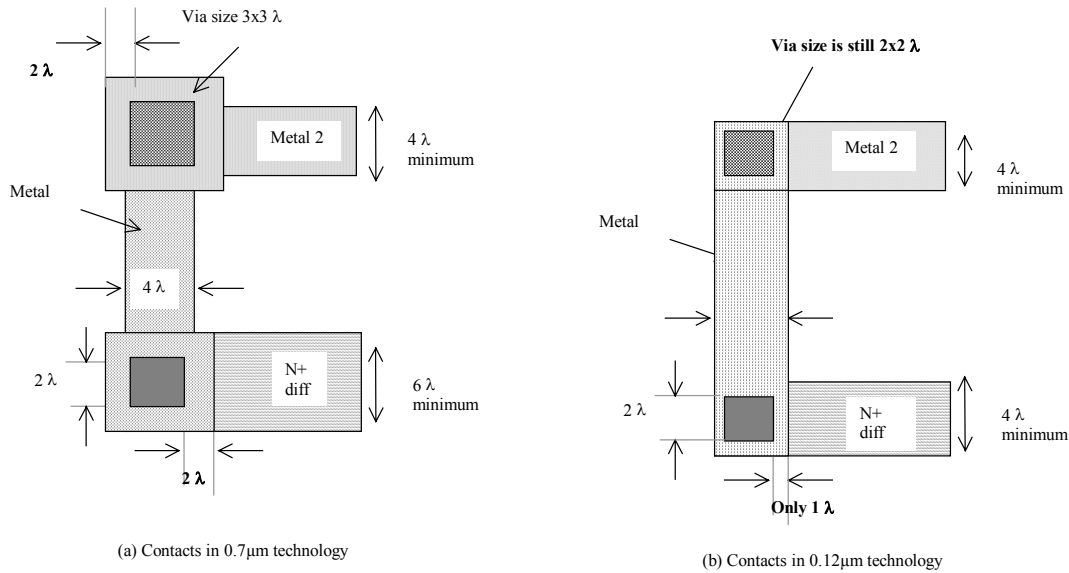 Via size 3x3 λ
2 λ
Metal 2
4 λ
minimum
Metal
4 λ
2 λ
N+
diff
6 λ
minimum
2 λ
(a) Contacts in 0.7µm technology
Via size is still 2x2 λ
Metal 2
4 λ
minimum
Metal
2 λ
N+
diff
4 λ
minimum
Only 1 λ
(b) Contacts in 0.12µm technology